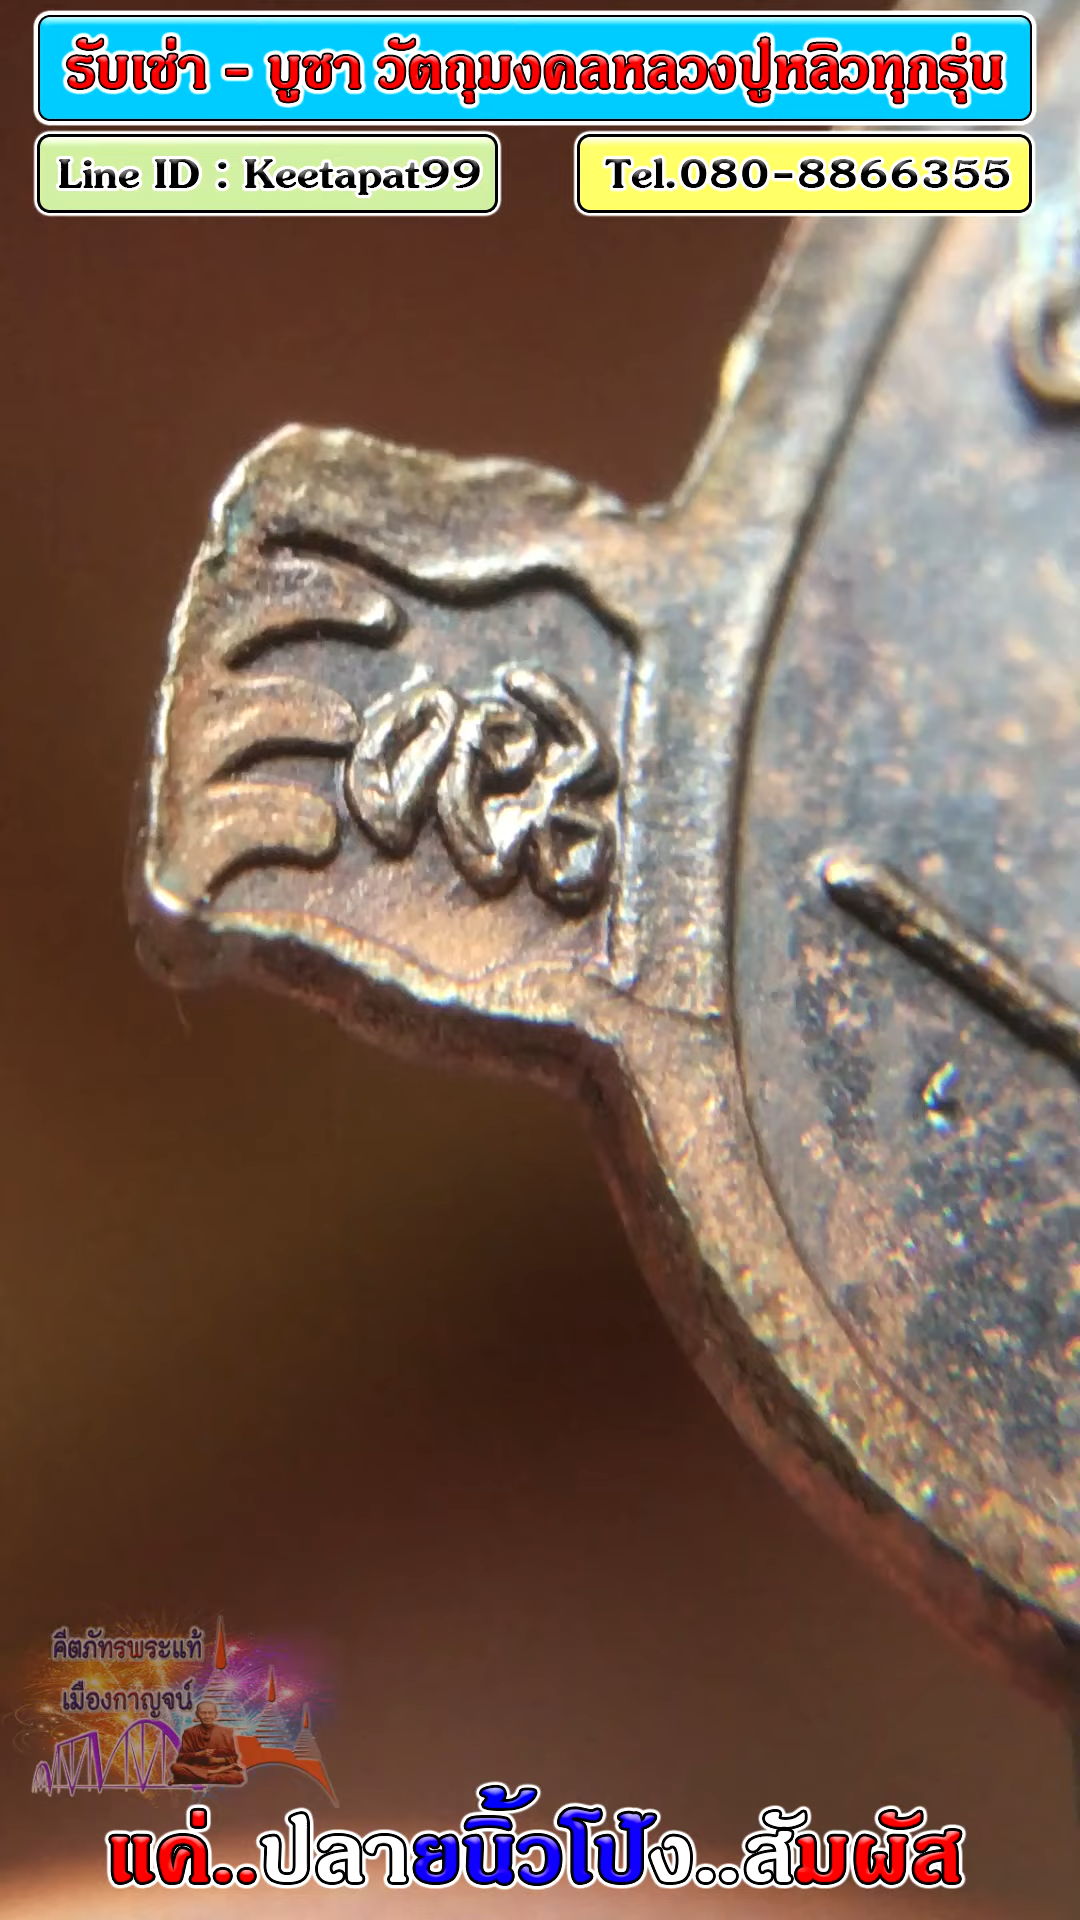 รับเช่า - บูชา วัตถุมงคลหลวงปู่หลิวทุกรุ่น
Line ID : Keetapat99
Tel.080-8866355
คีตภัทรพระแท้
เมืองกาญจน์
แค่..ปลายนิ้วโป้ง..สัมผัส